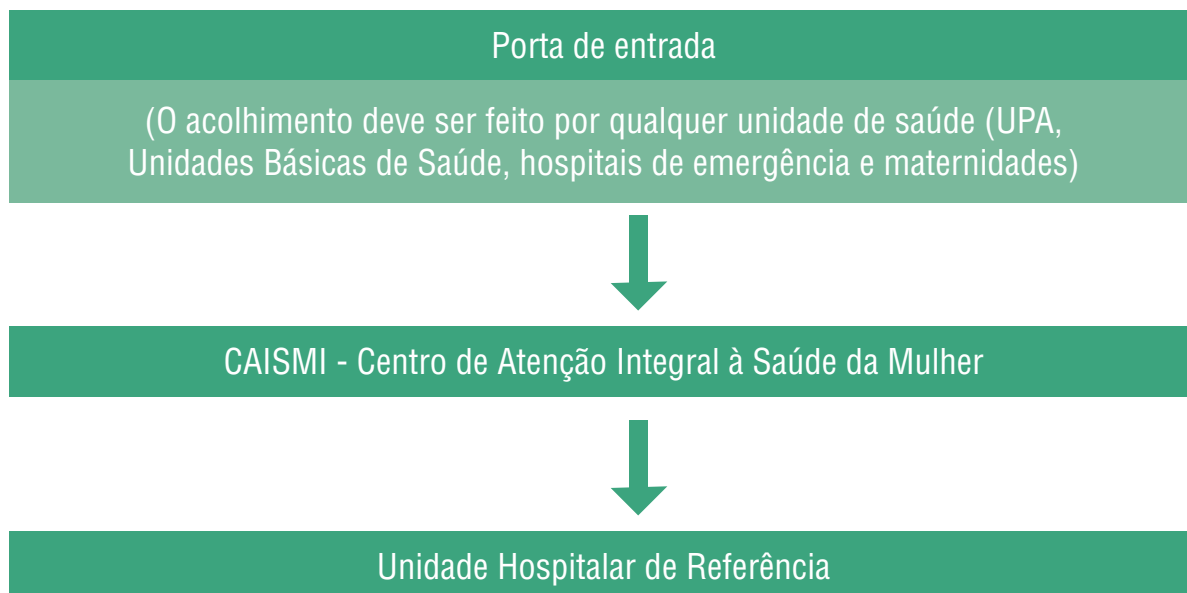 Porta de entrada
(O acolhimento deve ser feito por qualquer unidade de saúde (UPA,
Unidades Básicas de Saúde, hospitais de emergência e maternidades)
CAISMI - Centro de Atenção Integral à Saúde da Mulher
Unidade Hospitalar de Referência